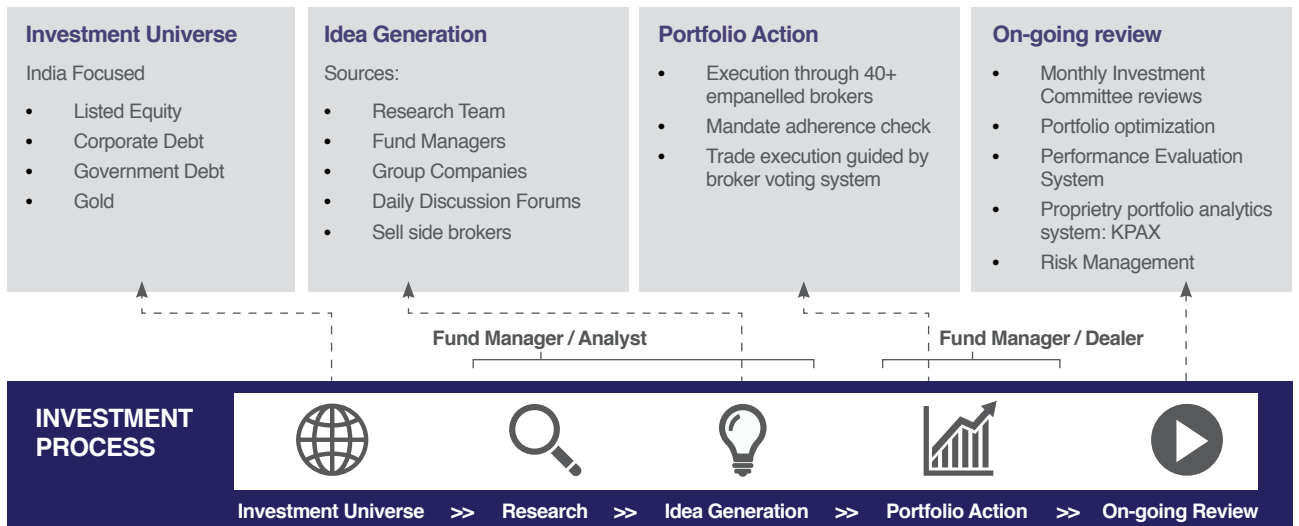 Investment Universe
India Focused
• Listed Equity
• Corporate Debt
• Government Debt
• Gold
Idea Generation
Sources:
• Research Team
• Fund Managers
• Group Companies
• Daily Discussion Forums
• Sell side brokers
Portfolio Action
• Execution through 40+
empanelled brokers
• Mandate adherence check
• Trade execution guided by
broker voting system
On-going review
• Monthly Investment
Committee reviews
• Portfolio optimization
• Performance Evaluation
System
• Proprietry portfolio analytics
system: KPAX
• Risk Management
Fund Manager / Analyst
Fund Manager / Dealer
INVESTMENT
PROCESS
Investment Universe >> Research >> Idea Generation >> Portfolio Action >> On-going Review